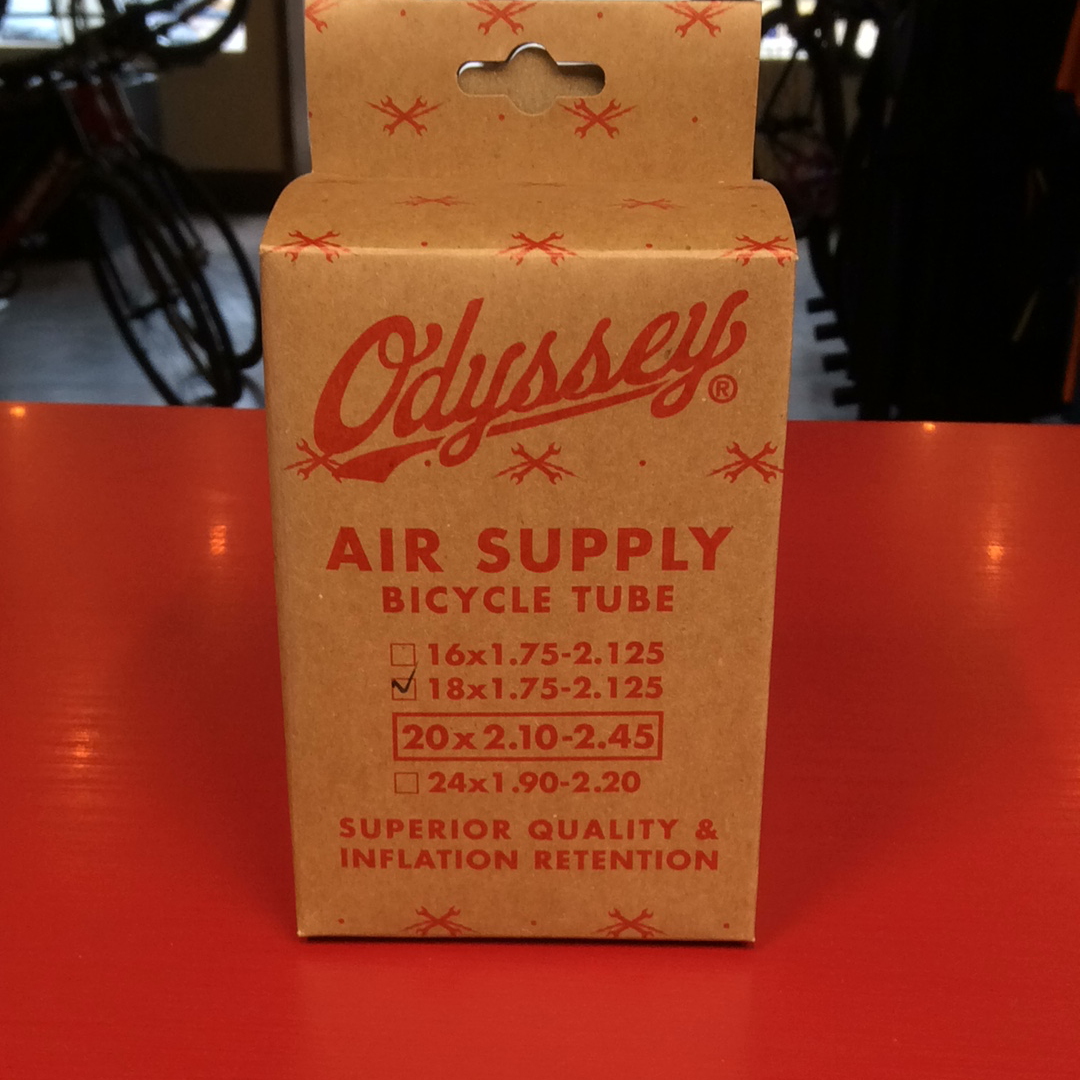 Odyssey®
AIR SUPPLY
BICYCLE TUBE
16x1.75-2.125
18x1.75-2.125
20x2.10-2.45
24x1.90-2.20
SUPERIOR QUALITY &
INFLATION RETENTION